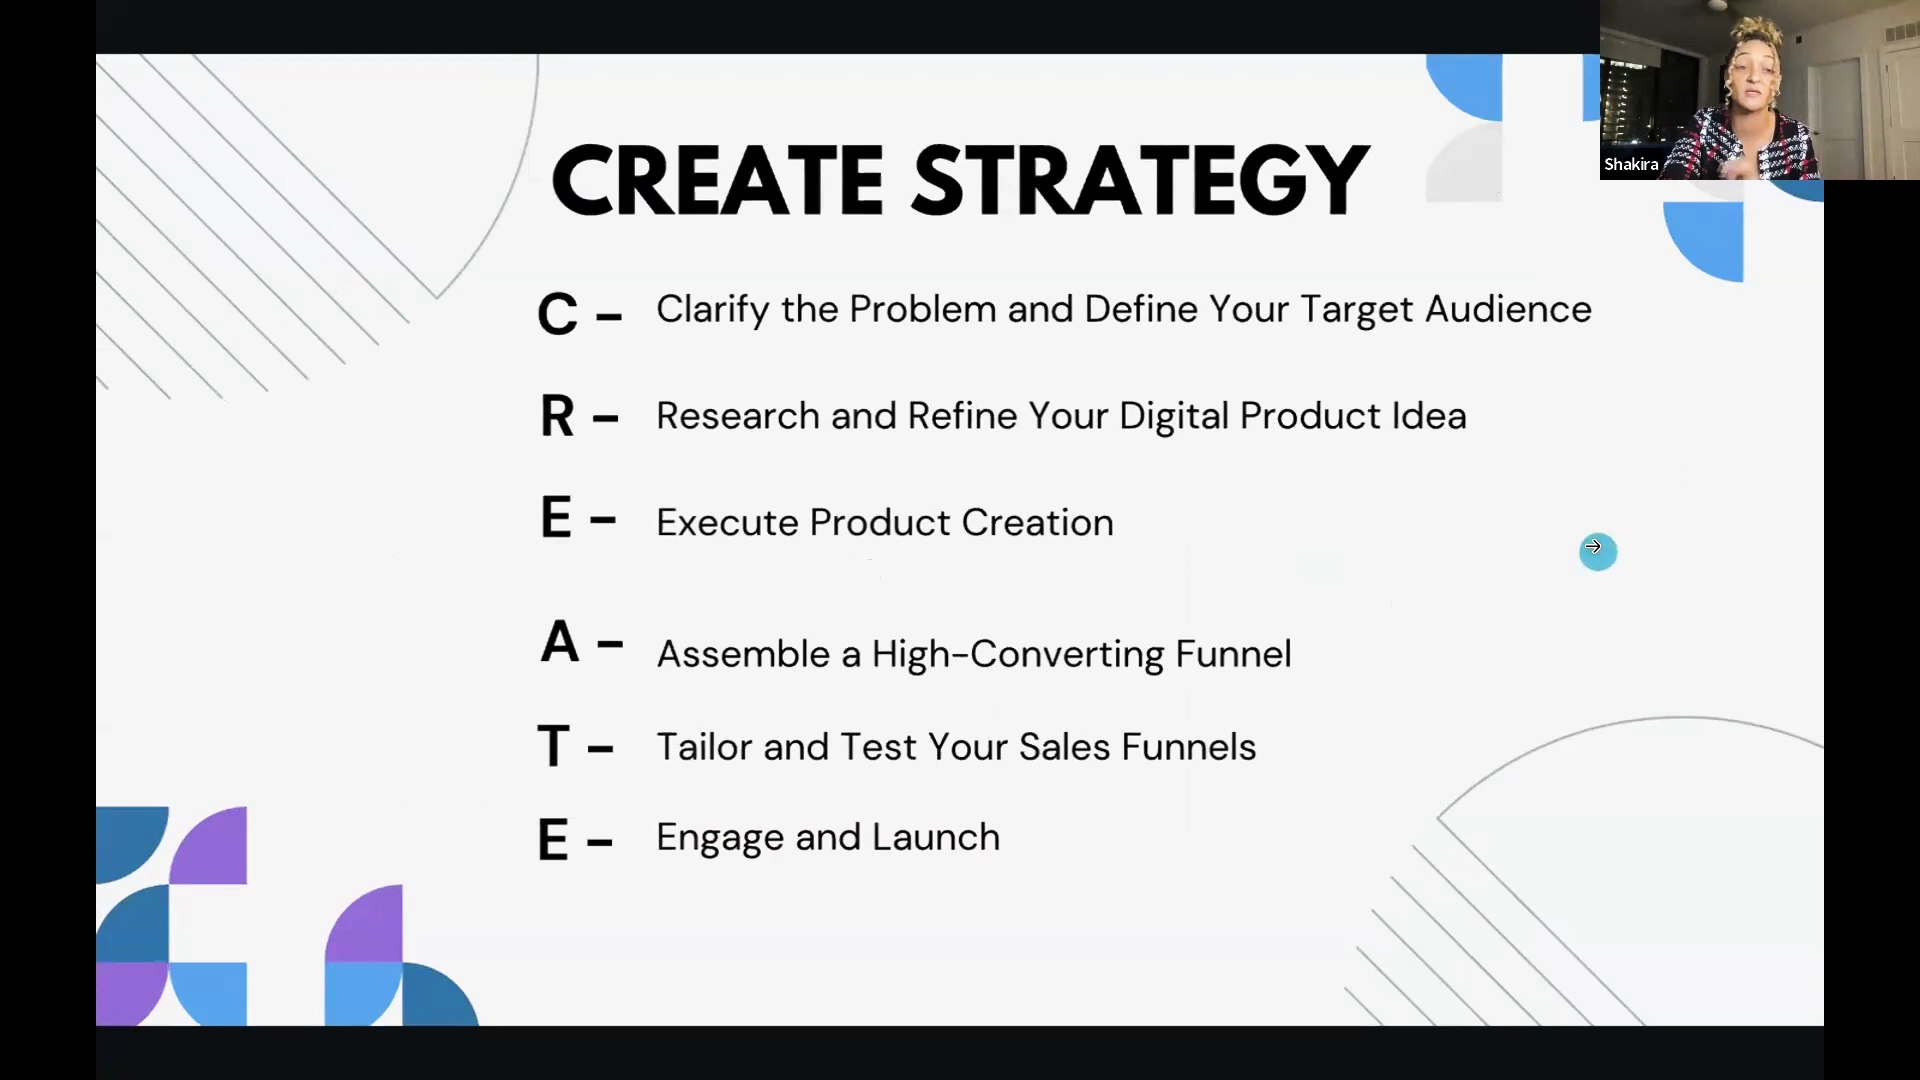 Shakira
CREATE STRATEGY
C – Clarify the Problem and Define Your Target Audience
R – Research and Refine Your Digital Product Idea
E – Execute Product Creation
A – Assemble a High-Converting Funnel
T – Tailor and Test Your Sales Funnels
E – Engage and Launch